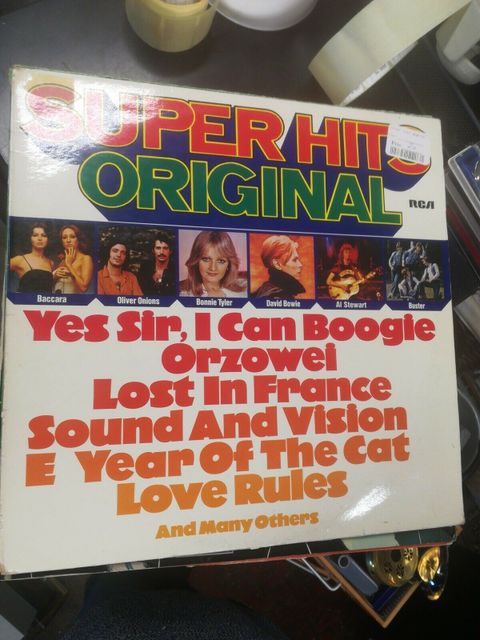 SUPER HITS
ORIGINAL
RCA
Baccara
Oliver Onions
Bonnie Tyler
David Bowie
Al Stewart
Buster
Yes Sir, I Can Boogie
Orzowei
Lost In France
Sound And Vision
E Year Of The Cat
Love Rules
And Many Others